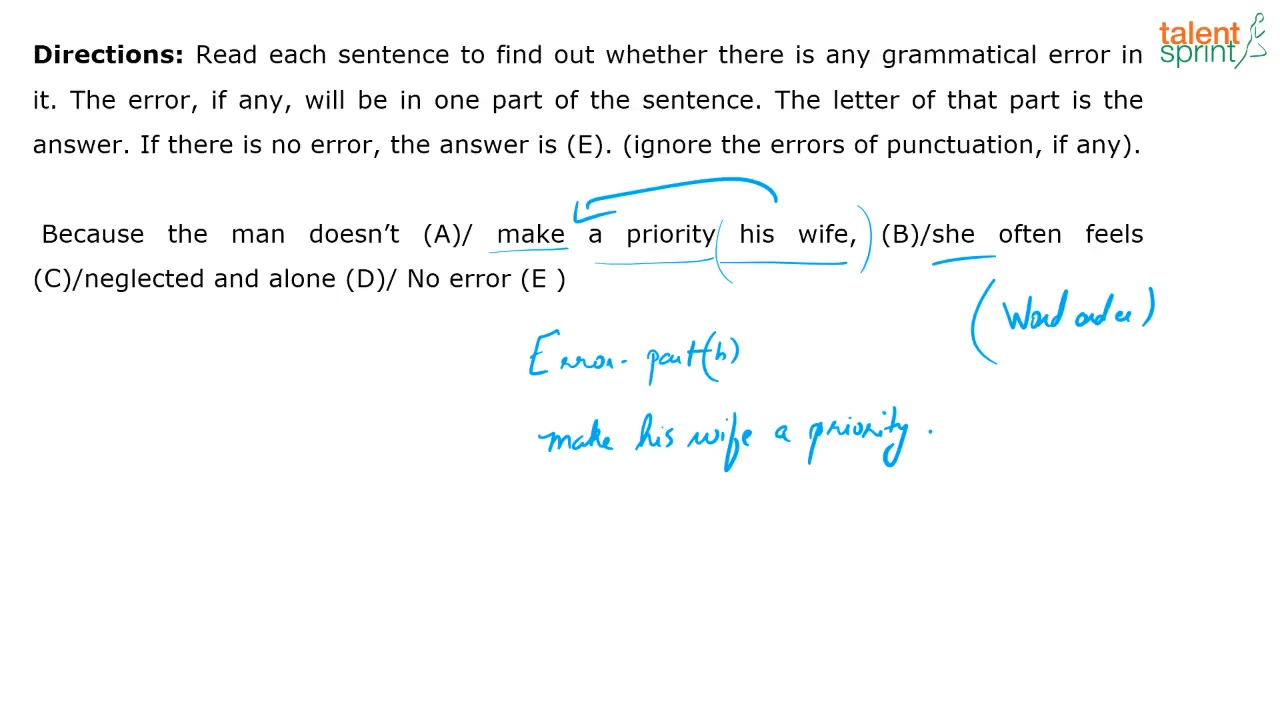 talent
sprint
Directions: Read each sentence to find out whether there is any grammatical error in
it. The error, if any, will be in one part of the sentence. The letter of that part is the
answer. If there is no error, the answer is (E). (ignore the errors of punctuation, if any).
Because the man doesn’t (A)/ make a priority his wife, (B)/she often feels
(C)/neglected and alone (D)/ No error (E )
(Word order)
Error- part(b)
make his wife a priority.